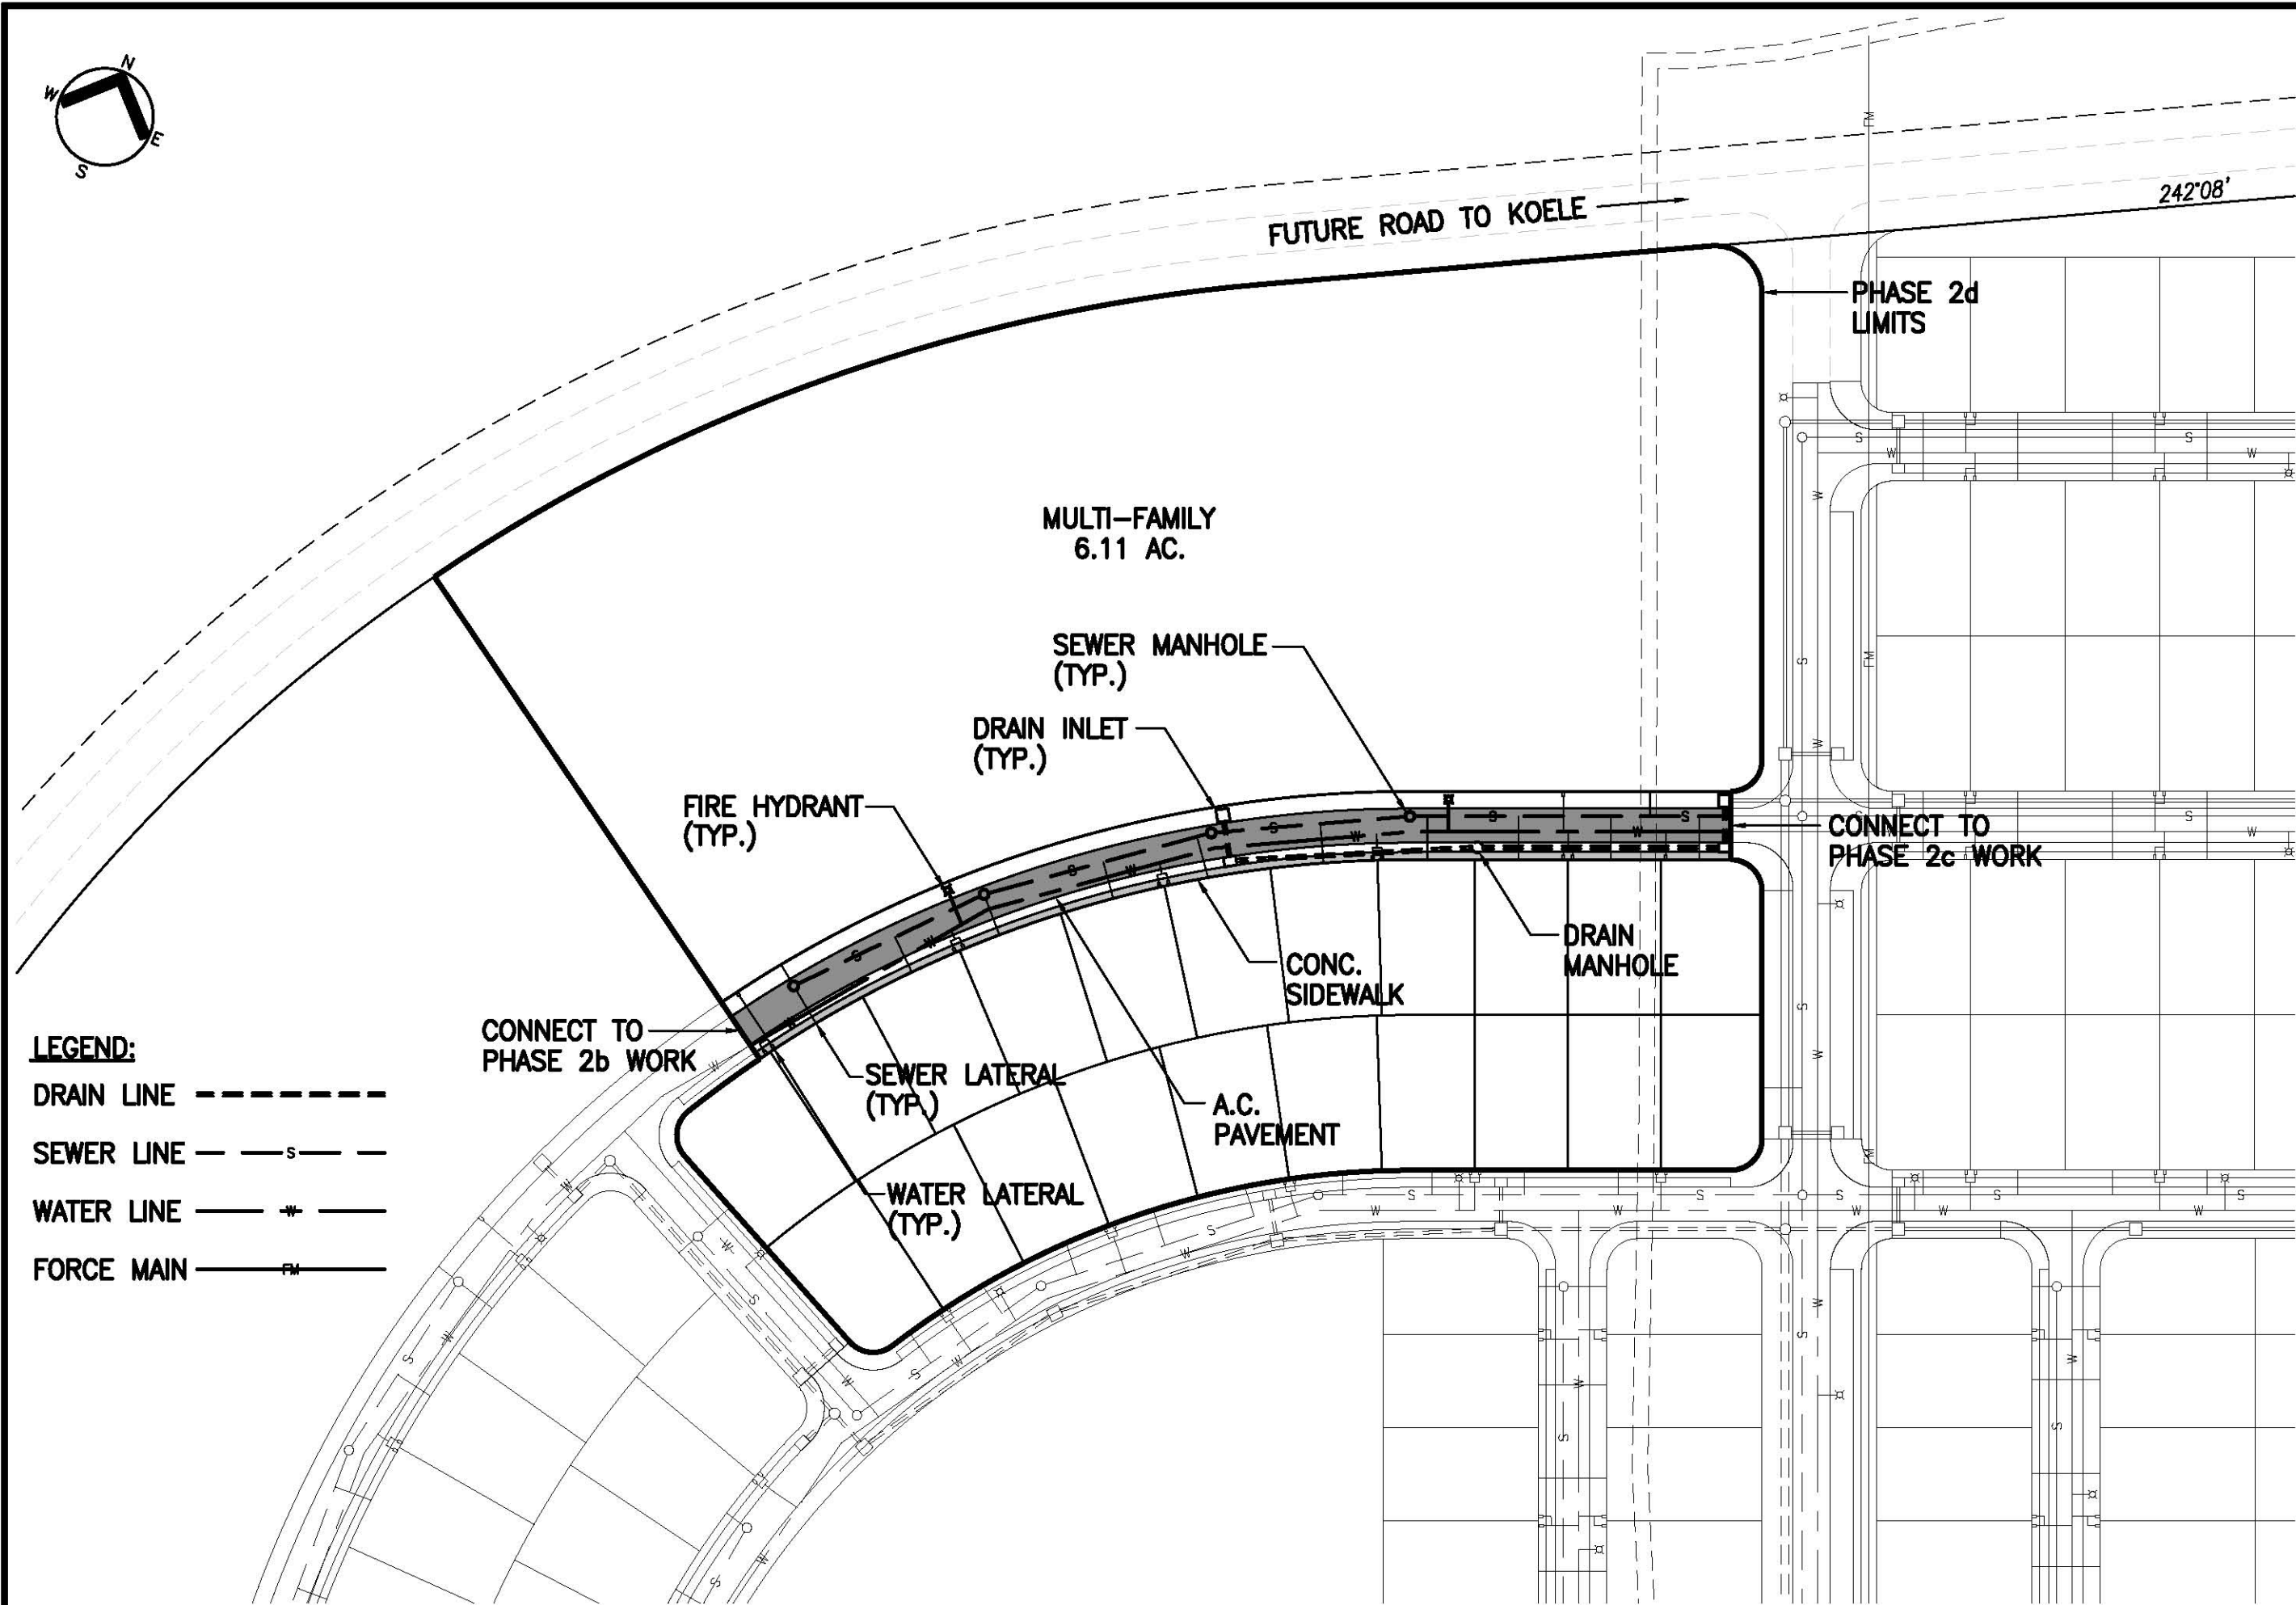 N
W
E
S
FUTURE ROAD TO KOELE
242°08'
PHASE 2d
LIMITS
MULTI-FAMILY
6.11 AC.
SEWER MANHOLE
(TYP.)
DRAIN INLET
(TYP.)
FIRE HYDRANT
(TYP.)
CONNECT TO
PHASE 2c WORK
DRAIN
MANHOLE
CONC.
SIDEWALK
CONNECT TO
PHASE 2b WORK
SEWER LATERAL
(TYP.)
A.C.
PAVEMENT
WATER LATERAL
(TYP.)
LEGEND:
DRAIN LINE
SEWER LINE S
WATER LINE W
FORCE MAIN FM